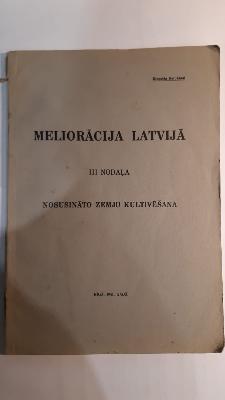 MELIORĀCIJA LATVIJĀ
III NODAĻA
NOSUSINĀTO ZEMJU KULTIVĒŠANA